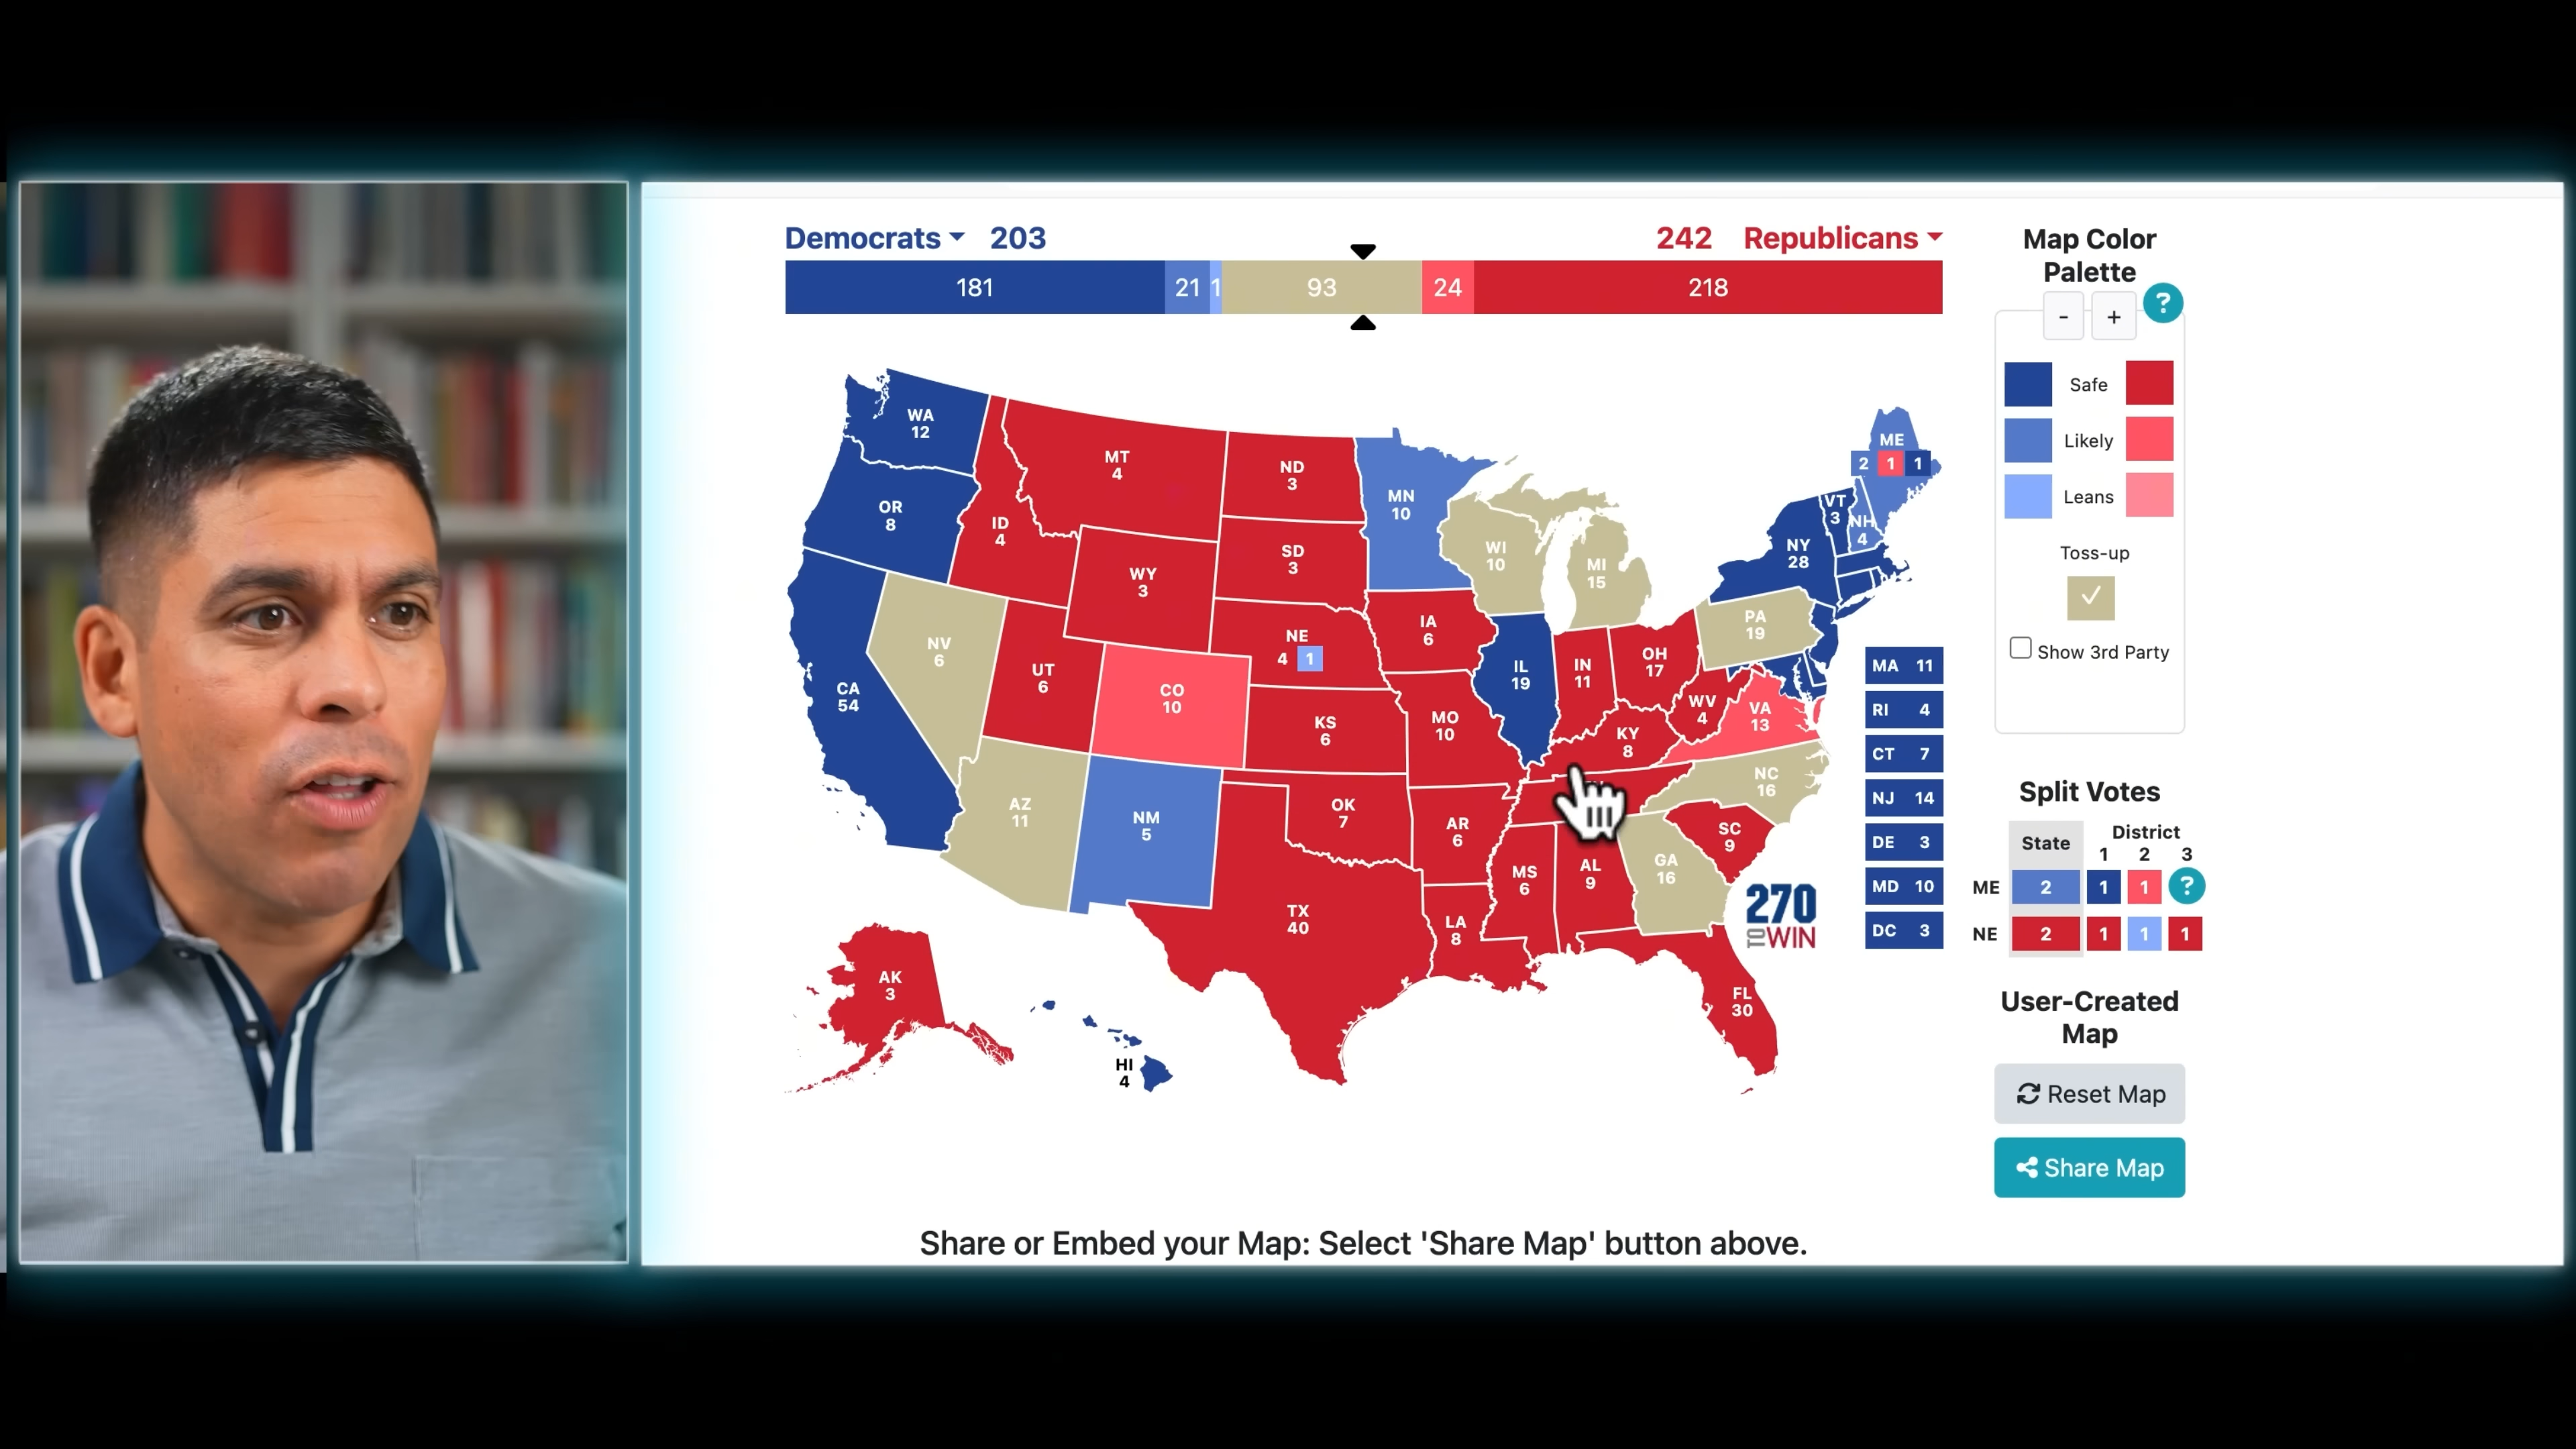 Democrats 203
242 Republicans
181 21 1 93 24 218
Map Color
Palette
- + ?
Safe
Likely
Leans
Toss-up
Show 3rd Party
WA
12
OR
8
CA
54
NV
6
ID
4
MT
4
WY
3
UT
6
CO
10
AZ
11
NM
5
ND
3
SD
3
NE
4 1
KS
6
OK
7
TX
40
MN
10
IA
6
MO
10
AR
6
LA
8
WI
10
IL
19
MI
15
IN
11
OH
17
KY
8
WV
4
VA
13
NC
16
SC
9
GA
16
AL
9
MS
6
FL
30
PA
19
NY
28
VT
3
NH
4
ME
2 1 1
AK
3
HI
4
MA 11
RI 4
CT 7
NJ 14
DE 3
MD 10
DC 3
270
TO WIN
Split Votes
State District
1 2 3
ME 2 1 1 ?
NE 2 1 1 1
User-Created
Map
Reset Map
Share Map
Share or Embed your Map: Select 'Share Map' button above.